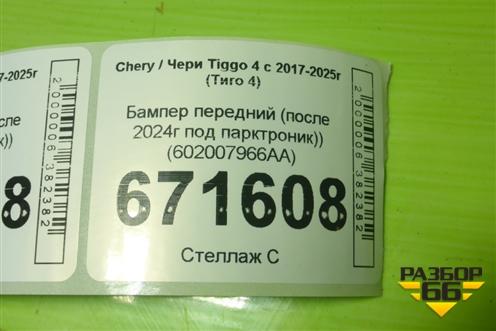 7-2025г
сле
к))
8
2000006382382
Chery / Чери Tiggo 4 с 2017-2025г
(Тиго 4)
Бампер передний (после
2024г под парктроник))
(602007966AA)
671608
Стеллаж С
2000006382382
РАЗБОР
66